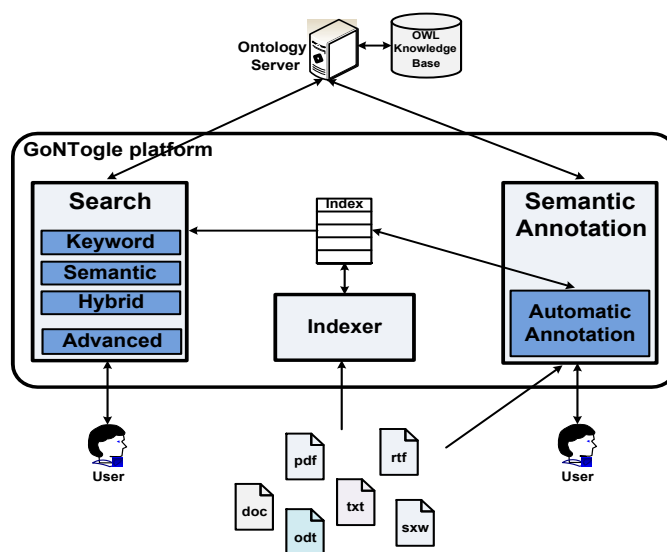 Ontology
Server
OWL
Knowledge
Base
GoNTogle platform
Search
Keyword
Semantic
Hybrid
Advanced
Index
Indexer
Semantic
Annotation
Automatic
Annotation
User
User
pdf
rtf
doc
txt
odt
sxw